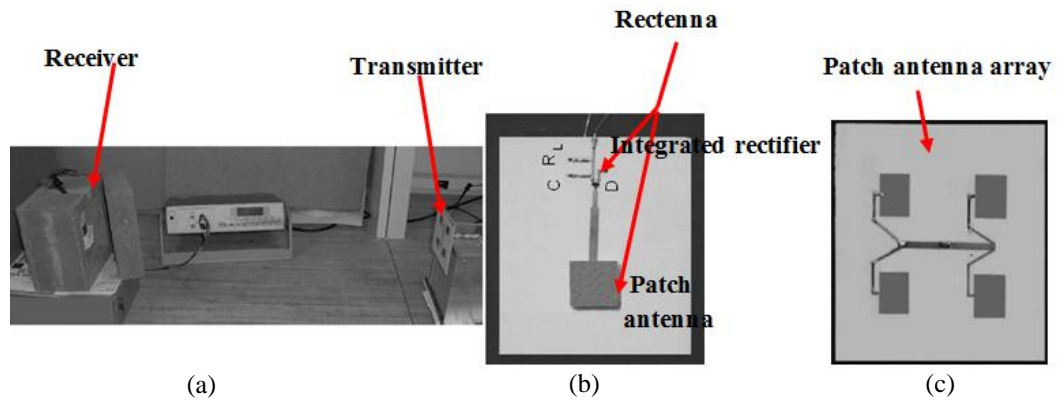 Rectenna
Receiver
Transmitter
Patch antenna array
Integrated rectifier
L
R
C
D
Patch
antenna
(a)
(b)
(c)